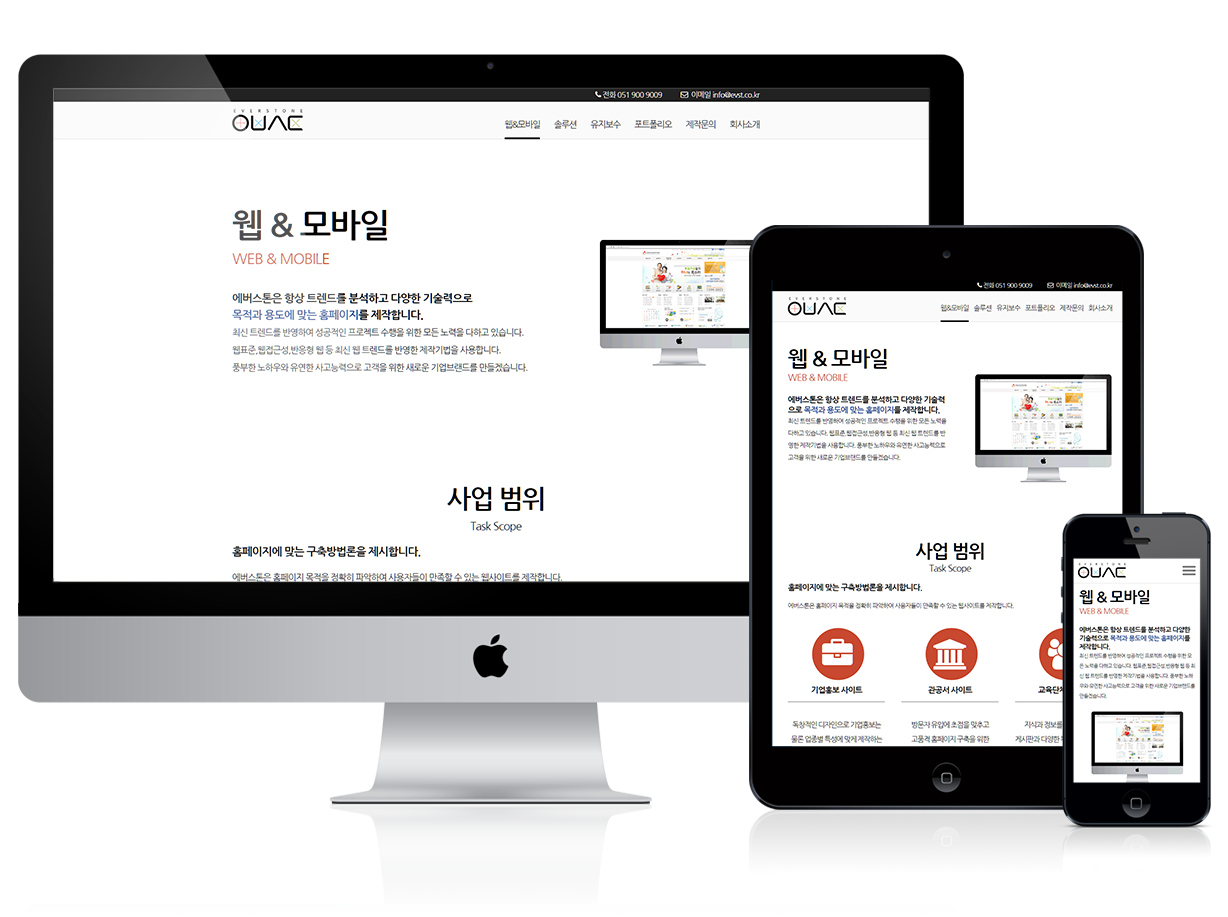 전화 051 900 9009 이메일 info@evst.co.kr
EVERSTONE
OUAC
웹&모바일 솔루션 유지보수 포트폴리오 제작문의 회사소개
웹 & 모바일
WEB & MOBILE
에버스톤은 항상 트렌드를 분석하고 다양한 기술력으로
목적과 용도에 맞는 홈페이지를 제작합니다.
최신 트렌드를 반영하여 성공적인 프로젝트 수행을 위한 모든 노력을 다하고 있습니다.
웹표준,웹접근성,반응형 웹 등 최신 웹 트렌드를 반영한 제작기법을 사용합니다.
풍부한 노하우와 유연한 사고능력으로 고객을 위한 새로운 기업브랜드를 만들겠습니다.
사업 범위
Task Scope
홈페이지에 맞는 구축방법론을 제시합니다.
에버스톤은 홈페이지 목적을 정확히 파악하여 사용자들이 만족할 수 있는 웹사이트를 제작합니다.
전화 051 900 9009 이메일 info@evst.co.kr
EVERSTONE
OUAC
웹&모바일 솔루션 유지보수 포트폴리오 제작문의 회사소개
웹 & 모바일
WEB & MOBILE
에버스톤은 항상 트렌드를 분석하고 다양한 기술력
으로 목적과 용도에 맞는 홈페이지를 제작합니다.
최신 트렌드를 반영하여 성공적인 프로젝트 수행을 위한 모든 노력을
다하고 있습니다. 웹표준,웹접근성,반응형 웹 등 최신 웹 트렌드를 반
영한 제작기법을 사용합니다. 풍부한 노하우와 유연한 사고능력으로
고객을 위한 새로운 기업브랜드를 만들겠습니다.
사업 범위
Task Scope
홈페이지에 맞는 구축방법론을 제시합니다.
에버스톤은 홈페이지 목적을 정확히 파악하여 사용자들이 만족할 수 있는 웹사이트를 제작합니다.
기업홍보 사이트 관공서 사이트 교육단체
독창적인 디자인으로 기업홍보는 방문자 유입에 초점을 맞추고 지식과 정보를
물론 업종별 특성에 맞게 제작하는 고품격 홈페이지 구축을 위한 게시판과 다양한
EVERSTONE
OUAC
웹 & 모바일
WEB & MOBILE
에버스톤은 항상 트렌드를 분석하고 다양한
기술력으로 목적과 용도에 맞는 홈페이지를
제작합니다.
최신 트렌드를 반영하여 성공적인 프로젝트 수행을 위한 모
든 노력을 다하고 있습니다. 웹표준,웹접근성,반응형 웹 등 최
신 웹 트렌드를 반영한 제작기법을 사용합니다. 풍부한 노하
우와 유연한 사고능력으로 고객을 위한 새로운 기업브랜드를
만들겠습니다.